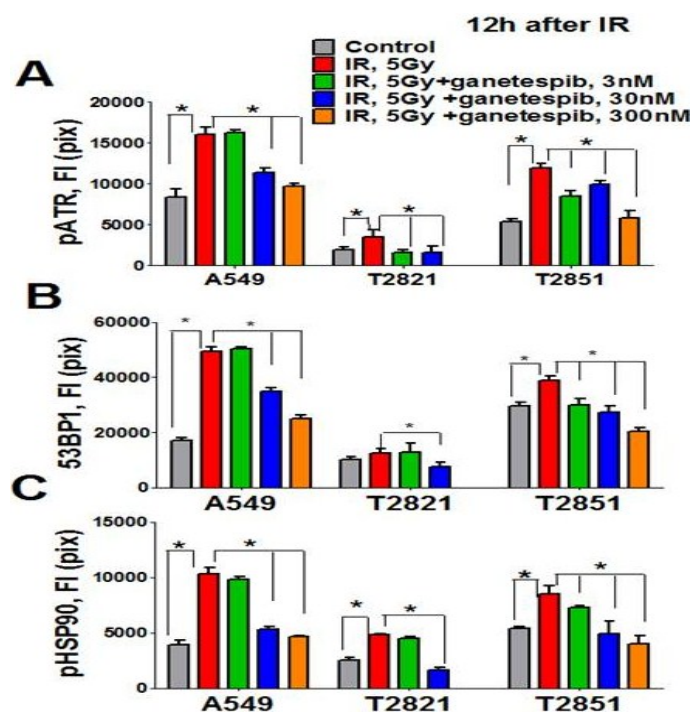 12h after IR
Control
IR, 5Gy
IR, 5Gy+ganetespib, 3nM
IR, 5Gy +ganetespib, 30nM
IR, 5Gy +ganetespib, 300nM
A
pATR, FI (pix)
20000
15000
10000
5000
0
* * * * * *
A549 T2821 T2851
B
53BP1, FI (pix)
60000
40000
20000
0
* * * * *
A549 T2821 T2851
C
pHSP90, FI (pix)
15000
10000
5000
0
* * * * * *
A549 T2821 T2851